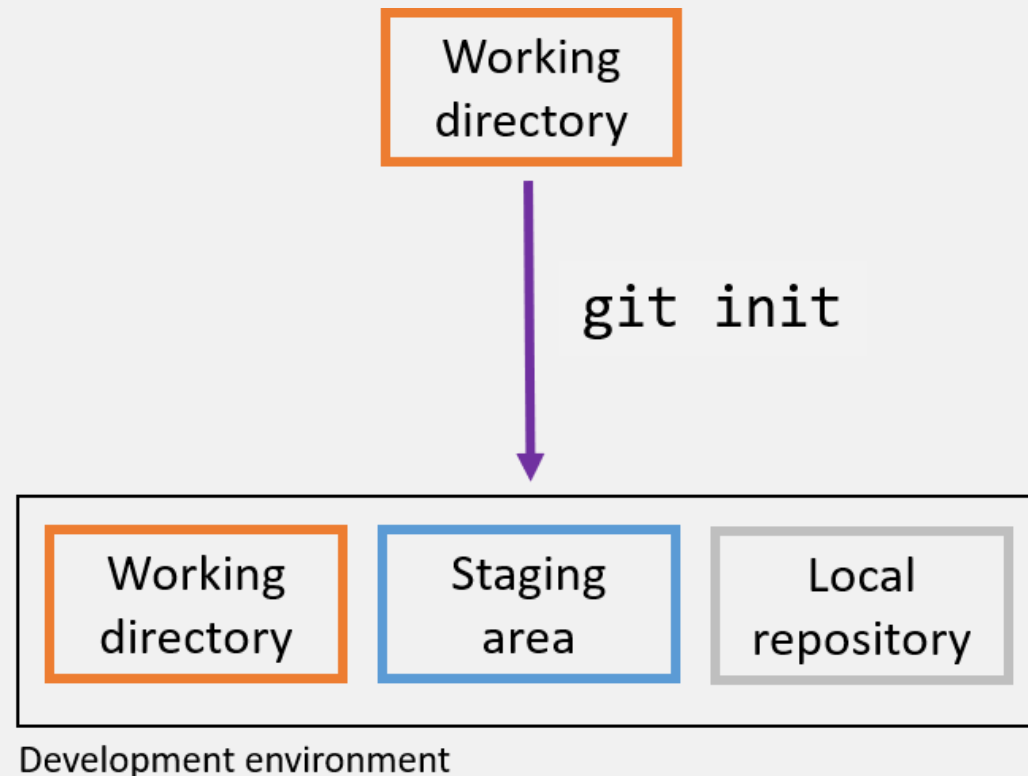 Working
directory
git init
Working
directory
Staging
area
Local
repository
Development environment